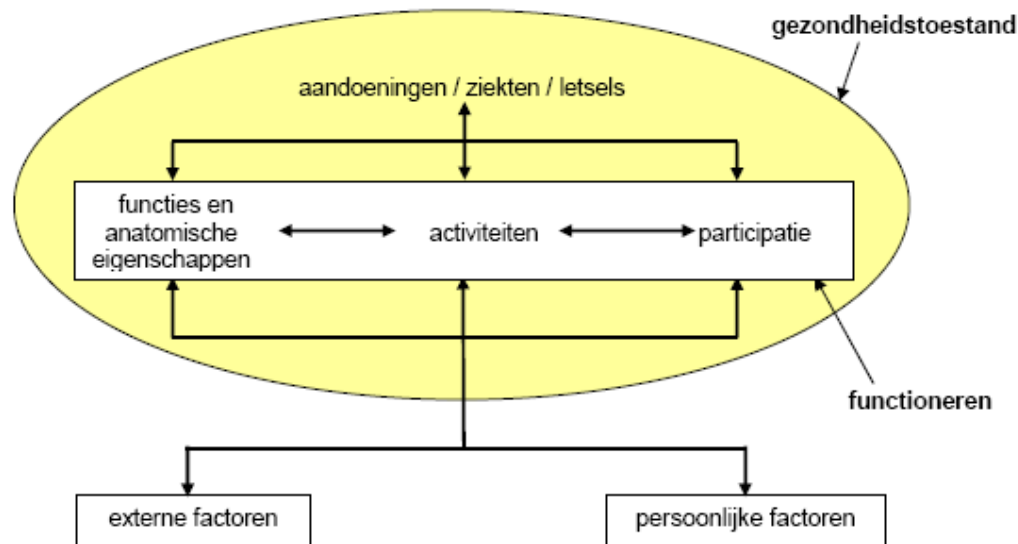 gezondheidstoestand
aandoeningen / ziekten / letsels
functies en
anatomische
eigenschappen
activiteiten
participatie
functioneren
externe factoren
persoonlijke factoren